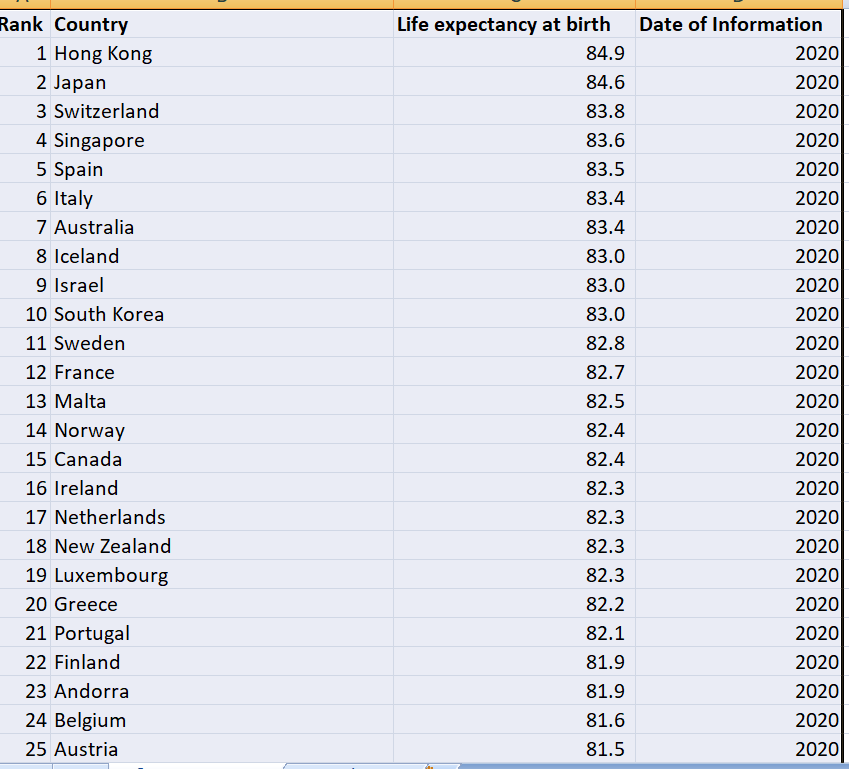 Rank Country Life expectancy at birth Date of Information
1 Hong Kong 84.9 2020
2 Japan 84.6 2020
3 Switzerland 83.8 2020
4 Singapore 83.6 2020
5 Spain 83.5 2020
6 Italy 83.4 2020
7 Australia 83.4 2020
8 Iceland 83.0 2020
9 Israel 83.0 2020
10 South Korea 83.0 2020
11 Sweden 82.8 2020
12 France 82.7 2020
13 Malta 82.5 2020
14 Norway 82.4 2020
15 Canada 82.4 2020
16 Ireland 82.3 2020
17 Netherlands 82.3 2020
18 New Zealand 82.3 2020
19 Luxembourg 82.3 2020
20 Greece 82.2 2020
21 Portugal 82.1 2020
22 Finland 81.9 2020
23 Andorra 81.9 2020
24 Belgium 81.6 2020
25 Austria 81.5 2020